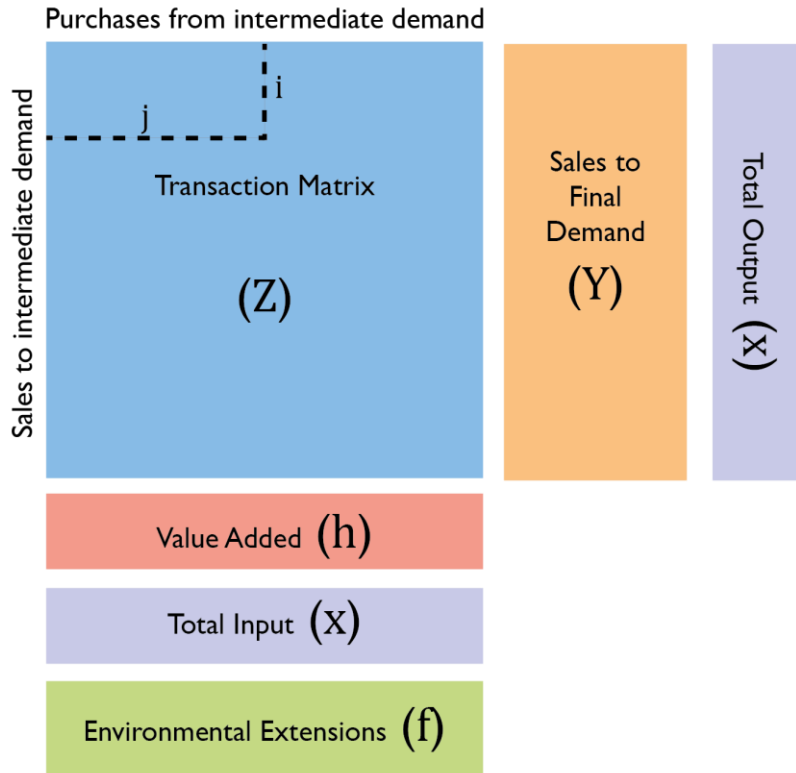 Purchases from intermediate demand
Sales to intermediate demand
i
j
Transaction Matrix
(Z)
Sales to
Final
Demand
(Y)
Total Output (x)
Value Added (h)
Total Input (x)
Environmental Extensions (f)